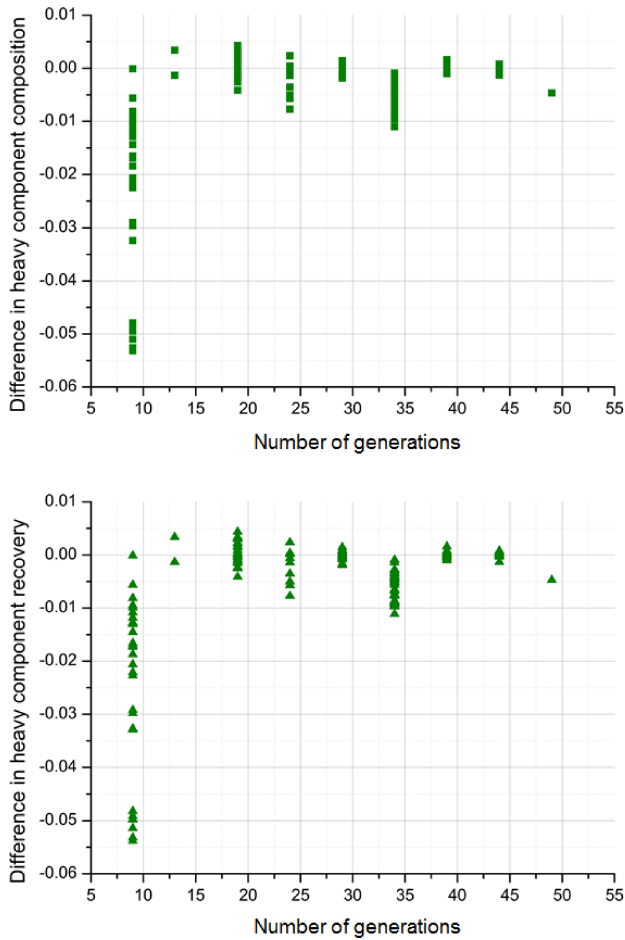 0.01
0.00
-0.01
-0.02
-0.03
-0.04
-0.05
-0.06
Difference in heavy component composition
5 10 15 20 25 30 35 40 45 50 55
Number of generations
0.01
0.00
-0.01
-0.02
-0.03
-0.04
-0.05
-0.06
Difference in heavy component recovery
5 10 15 20 25 30 35 40 45 50 55
Number of generations